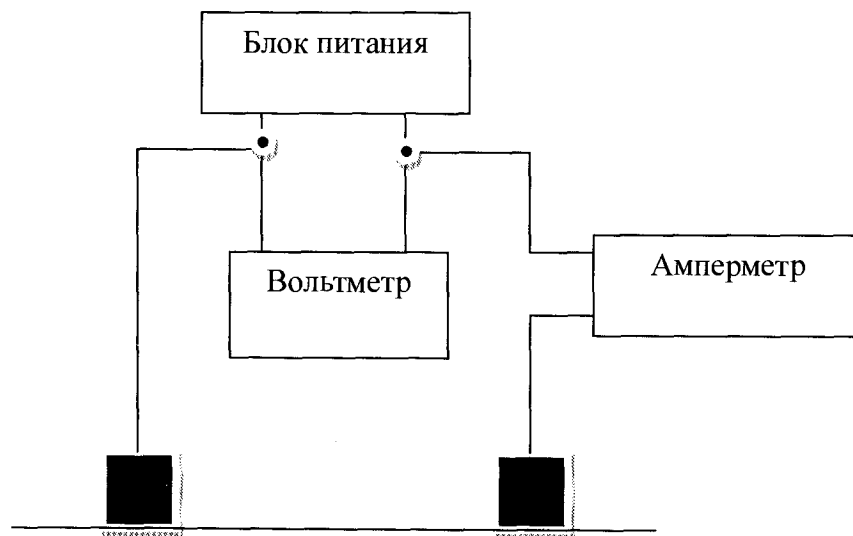 Блок питания
Вольтметр
Амперметр